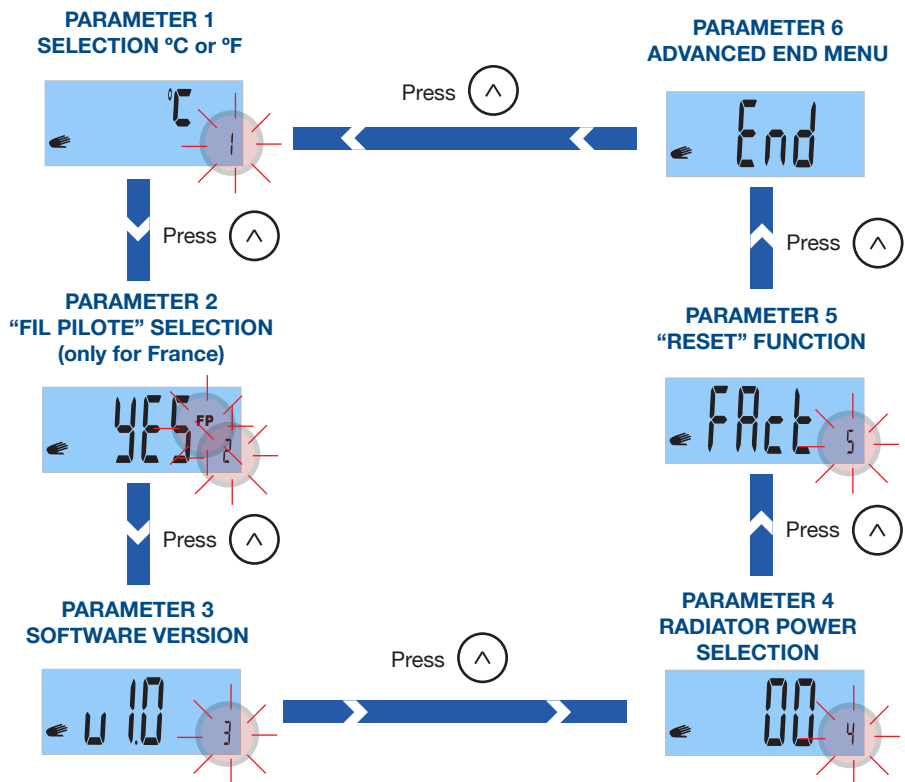 PARAMETER 1
SELECTION ºC or ºF
°C
1
Press
PARAMETER 2
“FIL PILOTE” SELECTION
(only for France)
YES
FP
2
Press
PARAMETER 3
SOFTWARE VERSION
v1.0
3
Press
PARAMETER 4
RADIATOR POWER
SELECTION
00
4
Press
PARAMETER 5
“RESET” FUNCTION
FAct
5
Press
PARAMETER 6
ADVANCED END MENU
End
Press